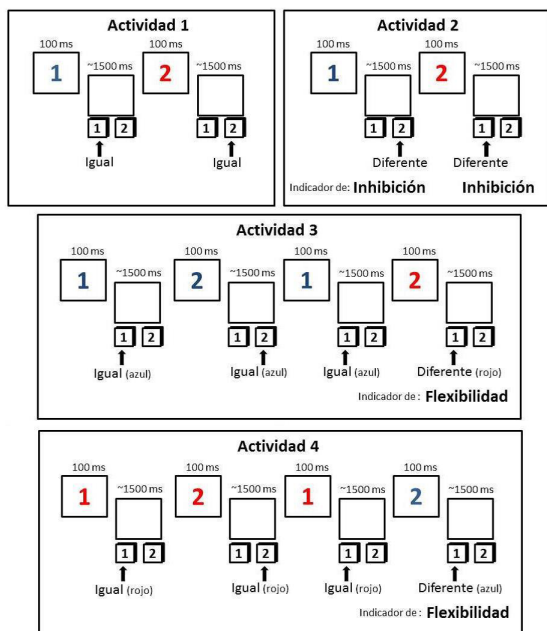 Actividad 1
100 ms 100 ms
1 ~1500 ms 2 ~1500 ms
1 2 1 2
Igual Igual
Actividad 2
100 ms 100 ms
1 ~1500 ms 2 ~1500 ms
1 2 1 2
Diferente Diferente
Indicador de: Inhibición Inhibición
Actividad 3
100 ms 100 ms 100 ms 100 ms
1 ~1500 ms 2 ~1500 ms 1 ~1500 ms 2 ~1500 ms
1 2 1 2 1 2 1 2
Igual (azul) Igual (azul) Igual (azul) Diferente (rojo)
Indicador de : Flexibilidad
Actividad 4
100 ms 100 ms 100 ms 100 ms
1 ~1500 ms 2 ~1500 ms 1 ~1500 ms 2 ~1500 ms
1 2 1 2 1 2 1 2
Igual (rojo) Igual (rojo) Igual (rojo) Diferente (azul)
Indicador de: Flexibilidad